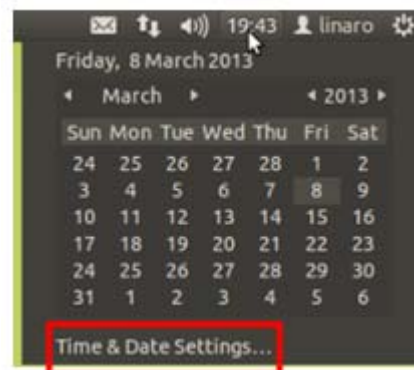 19:43 linaro
Friday, 8 March 2013
March 2013
Sun Mon Tue Wed Thu Fri Sat
24 25 26 27 28 1 2
3 4 5 6 7 8 9
10 11 12 13 14 15 16
17 18 19 20 21 22 23
24 25 26 27 28 29 30
31 1 2 3 4 5 6
Time & Date Settings...